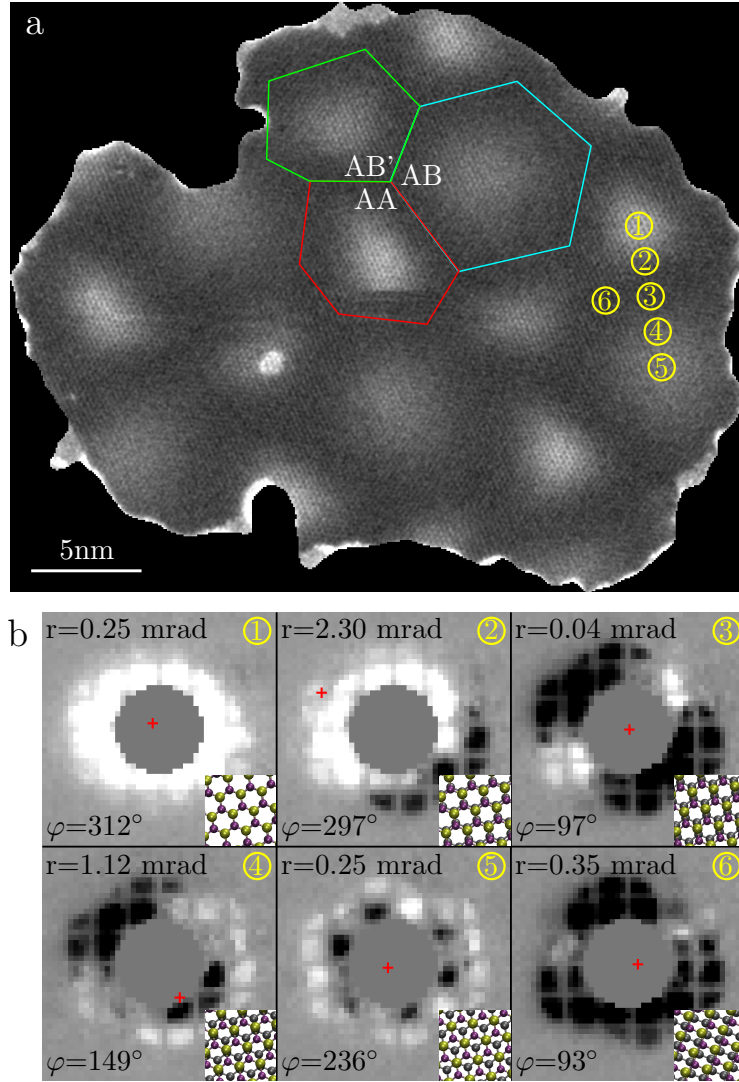 a
AB' AB
AA
①
②
③
⑥
④
⑤
5nm
b
r=0.25 mrad ①
φ=312°
r=2.30 mrad ②
φ=297°
r=0.04 mrad ③
φ=97°
r=1.12 mrad ④
φ=149°
r=0.25 mrad ⑤
φ=236°
r=0.35 mrad ⑥
φ=93°